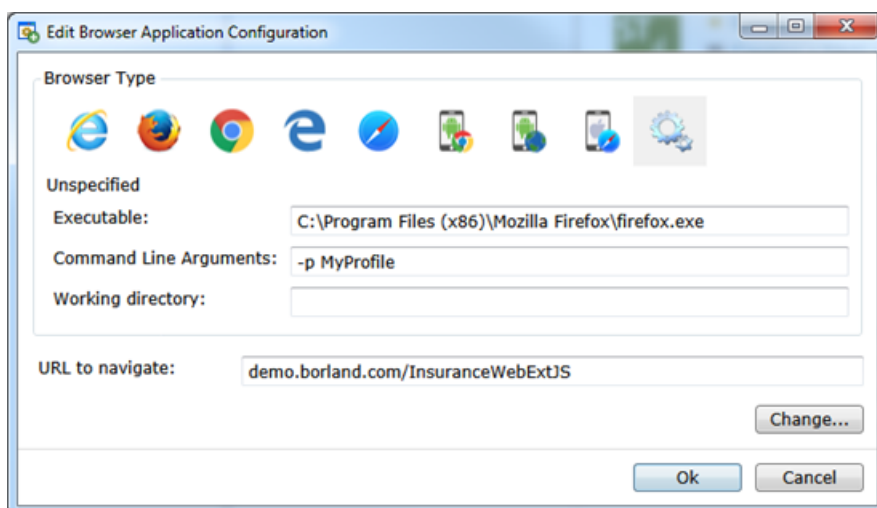 Edit Browser Application Configuration
Browser Type
Unspecified
Executable: C:\Program Files (x86)\Mozilla Firefox\firefox.exe
Command Line Arguments: -p MyProfile
Working directory:
URL to navigate: demo.borland.com/InsuranceWebExtJS
Change...
Ok Cancel